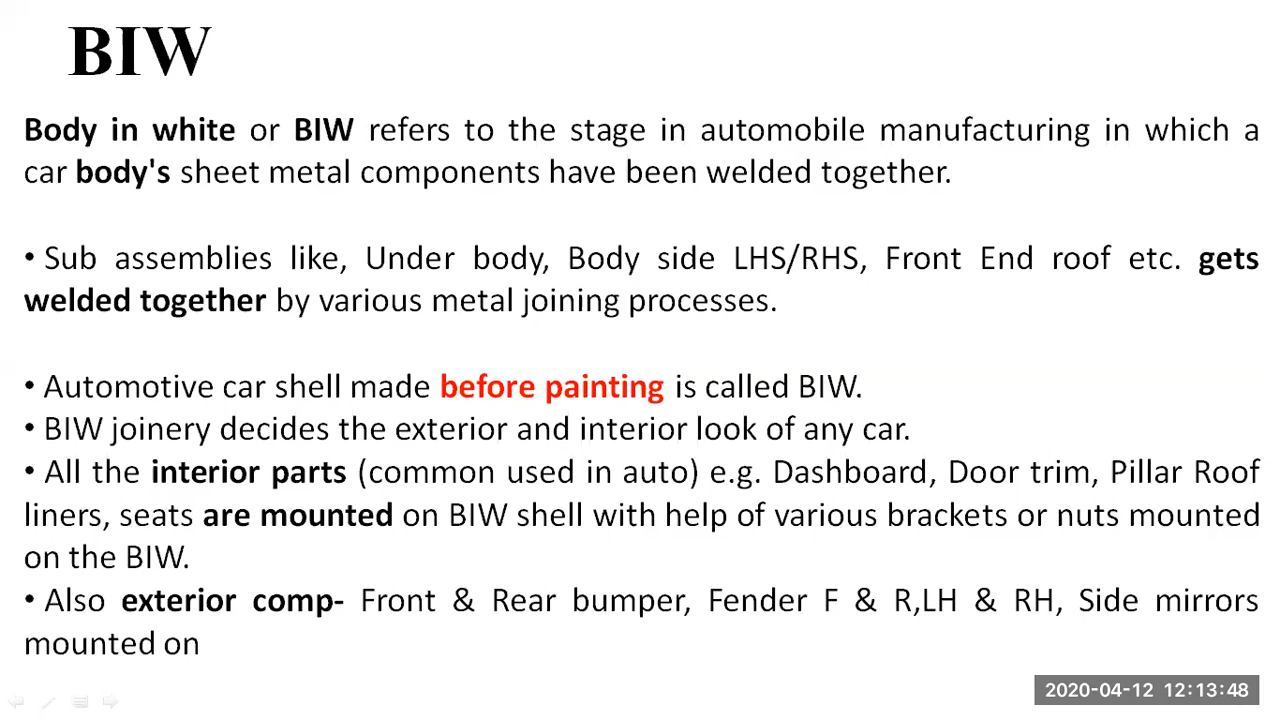 BIW
Body in white or BIW refers to the stage in automobile manufacturing in which a
car body's sheet metal components have been welded together.
• Sub assemblies like, Under body, Body side LHS/RHS, Front End roof etc. gets
welded together by various metal joining processes.
• Automotive car shell made before painting is called BIW.
• BIW joinery decides the exterior and interior look of any car.
• All the interior parts (common used in auto) e.g. Dashboard, Door trim, Pillar Roof
liners, seats are mounted on BIW shell with help of various brackets or nuts mounted
on the BIW.
• Also exterior comp- Front & Rear bumper, Fender F & R,LH & RH, Side mirrors
mounted on
2020-04-12 12:13:48